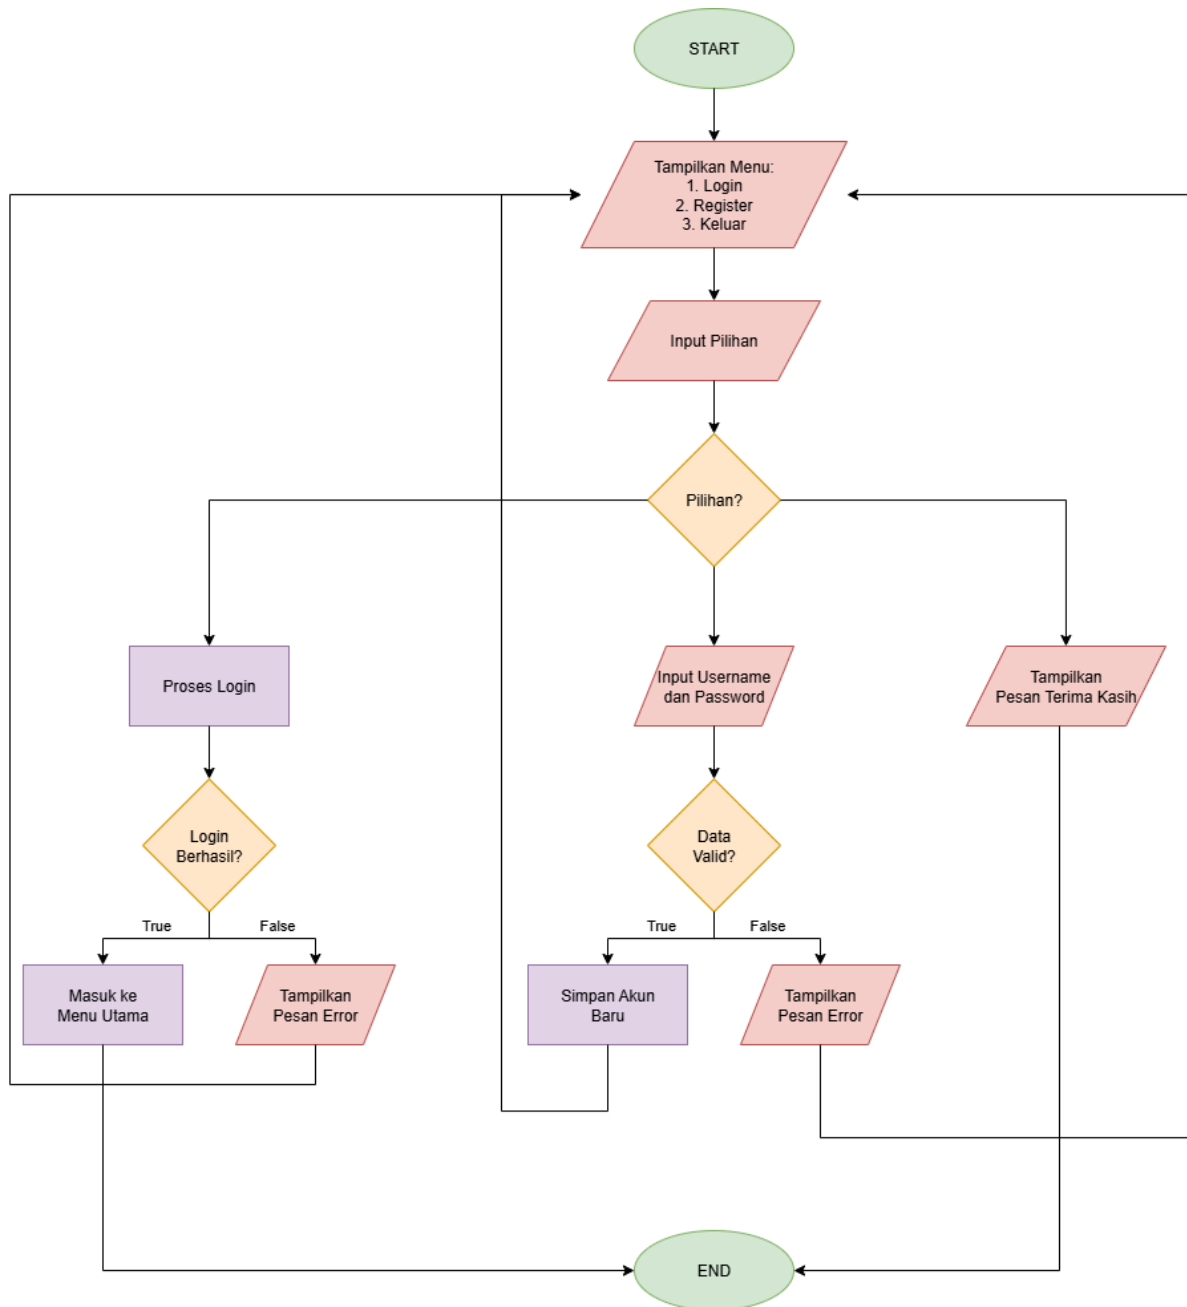 START
Tampilkan Menu:
1. Login
2. Register
3. Keluar
Input Pilihan
Pilihan?
Proses Login
Input Username
dan Password
Tampilkan
Pesan Terima Kasih
Login
Berhasil?
Data
Valid?
True
False
True
False
Masuk ke
Menu Utama
Tampilkan
Pesan Error
Simpan Akun
Baru
Tampilkan
Pesan Error
END